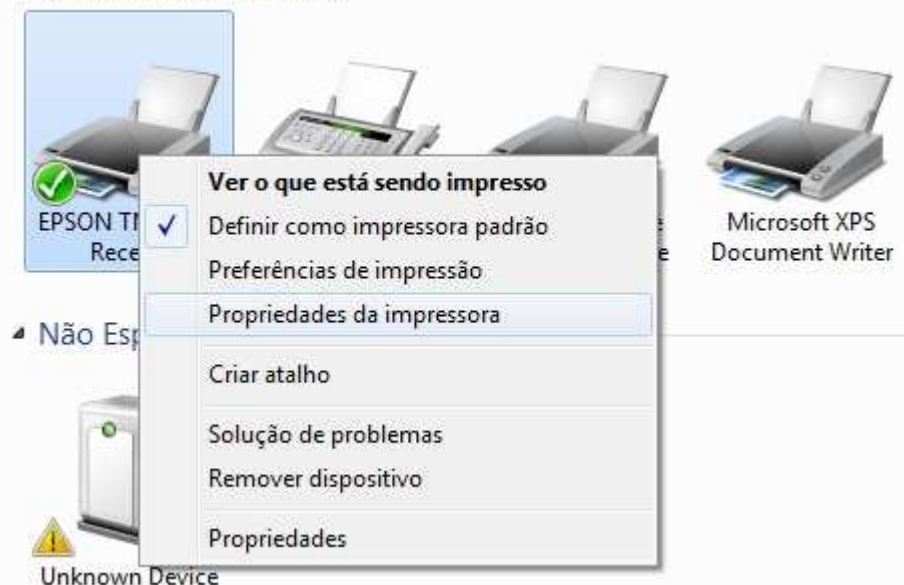 EPSON TM
Rece
Microsoft XPS
Document Writer
Ver o que está sendo impresso
Definir como impressora padrão
Preferências de impressão
Propriedades da impressora
Criar atalho
Solução de problemas
Remover dispositivo
Propriedades
Não Esp
Unknown Device